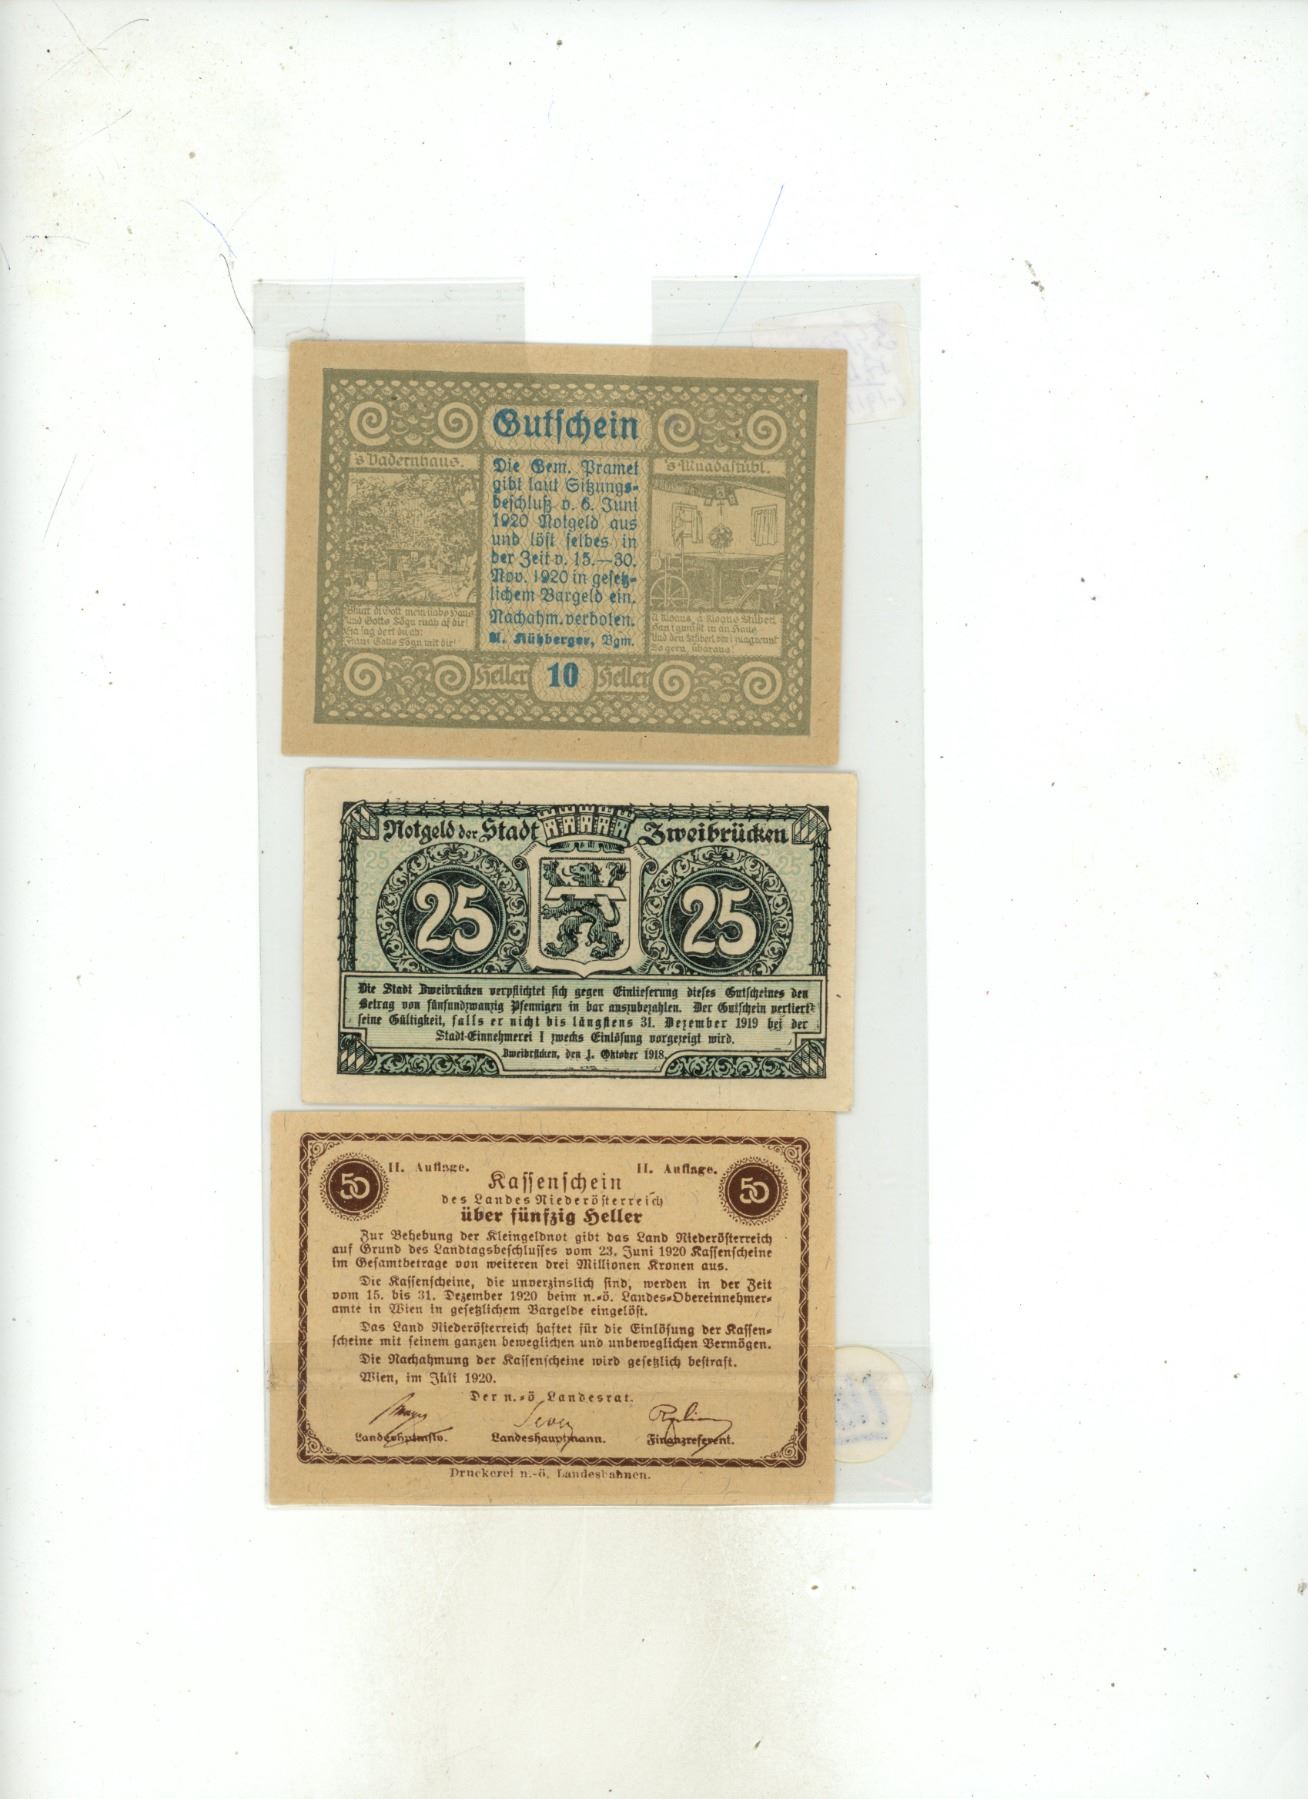 Gutschein
's Vadernhaus.
Die Gem. Pramet
gibt laut Sitzungs-
beschluß v. 6. Juni
1920 Notgeld aus
und löst selbes in
der Zeit v. 15.—30.
Nov. 1920 in gesetz-
lichem Bargeld ein.
Nachahm. verboten.
Bgm.
's Muadastübl.
Heller 10 Heller
Notgeld der Stadt Zweibrücken
25 25
Die Stadt Zweibrücken verpflichtet sich gegen Einlieferung dieses Gutscheines den
Betrag von fünfundzwanzig Pfennigen in bar auszubezahlen. Der Gutschein verliert
seine Gültigkeit, falls er nicht bis längstens 31. Dezember 1919 bei der
Stadt-Einnehmerei I zwecks Einlösung vorgezeigt wird.
Zweibrücken, den 1. Oktober 1918.
50 II. Auflage. II. Auflage. 50
Kassenschein
des Landes Niederösterreich
über fünfzig Heller
Zur Behebung der Kleingeldnot gibt das Land Niederösterreich
auf Grund des Landtagsbeschlusses vom 23. Juni 1920 Kassenscheine
im Gesamtbetrage von weiteren drei Millionen Kronen aus.
Die Kassenscheine, die unverzinslich sind, werden in der Zeit
vom 15. bis 31. Dezember 1920 beim n.-ö. Landes-Obereinnehmer-
amte in Wien in gesetzlichem Bargelde eingelöst.
Das Land Niederösterreich haftet für die Einlösung der Kassen-
scheine mit seinem ganzen beweglichen und unbeweglichen Vermögen.
Die Nachahmung der Kassenscheine wird gesetzlich bestraft.
Wien, im Juli 1920.
Der n.-ö. Landesrat.
Landeshptmstv. Landeshauptmann. Finanzreferent.
Druckerei n.-ö. Landesbahnen.